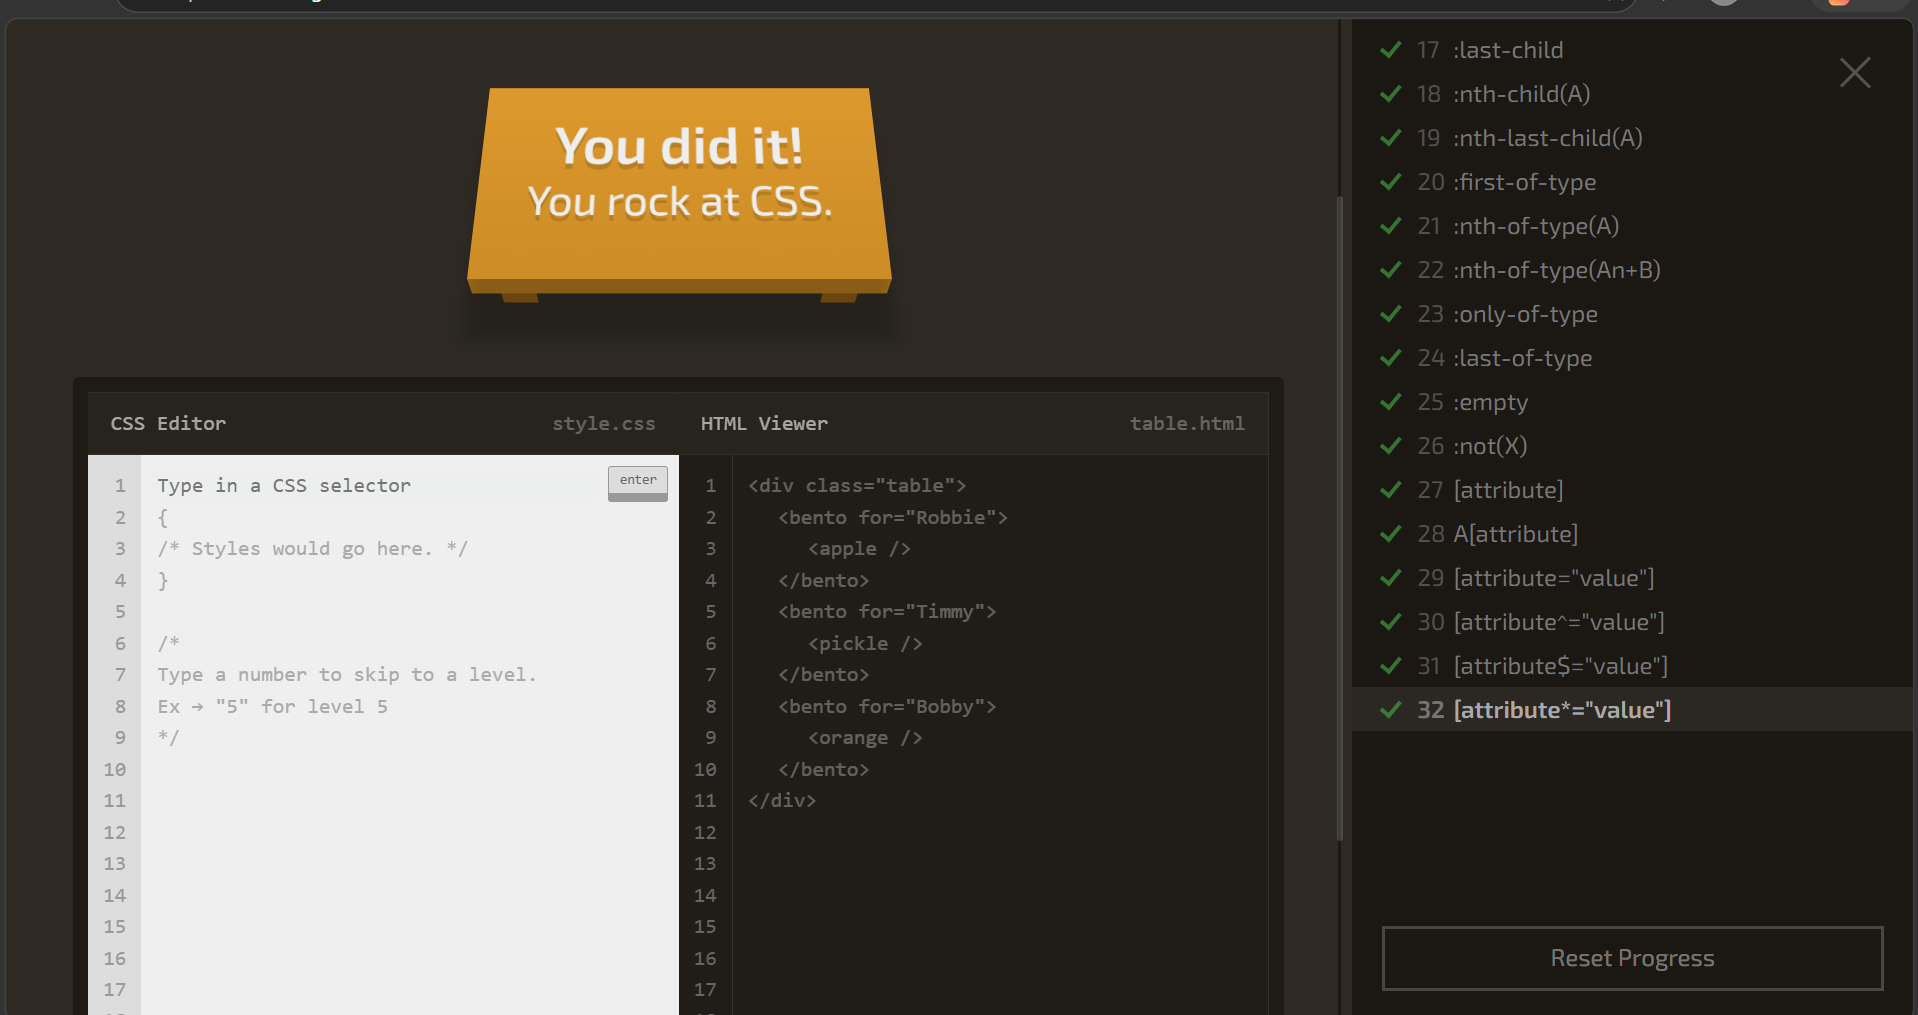 You did it!
You rock at CSS.
CSS Editor
style.css
1 Type in a CSS selector
enter
2 {
3 /* Styles would go here. */
4 }
5
6 /*
7 Type a number to skip to a level.
8 Ex → "5" for level 5
9 */
10
11
12
13
14
15
16
17
HTML Viewer
table.html
1 <div class="table">
2 <bento for="Robbie">
3 <apple />
4 </bento>
5 <bento for="Timmy">
6 <pickle />
7 </bento>
8 <bento for="Bobby">
9 <orange />
10 </bento>
11 </div>
12
13
14
15
16
17
17 :last-child
18 :nth-child(A)
19 :nth-last-child(A)
20 :first-of-type
21 :nth-of-type(A)
22 :nth-of-type(An+B)
23 :only-of-type
24 :last-of-type
25 :empty
26 :not(X)
27 [attribute]
28 A[attribute]
29 [attribute="value"]
30 [attribute^="value"]
31 [attribute$="value"]
32 [attribute*="value"]
Reset Progress